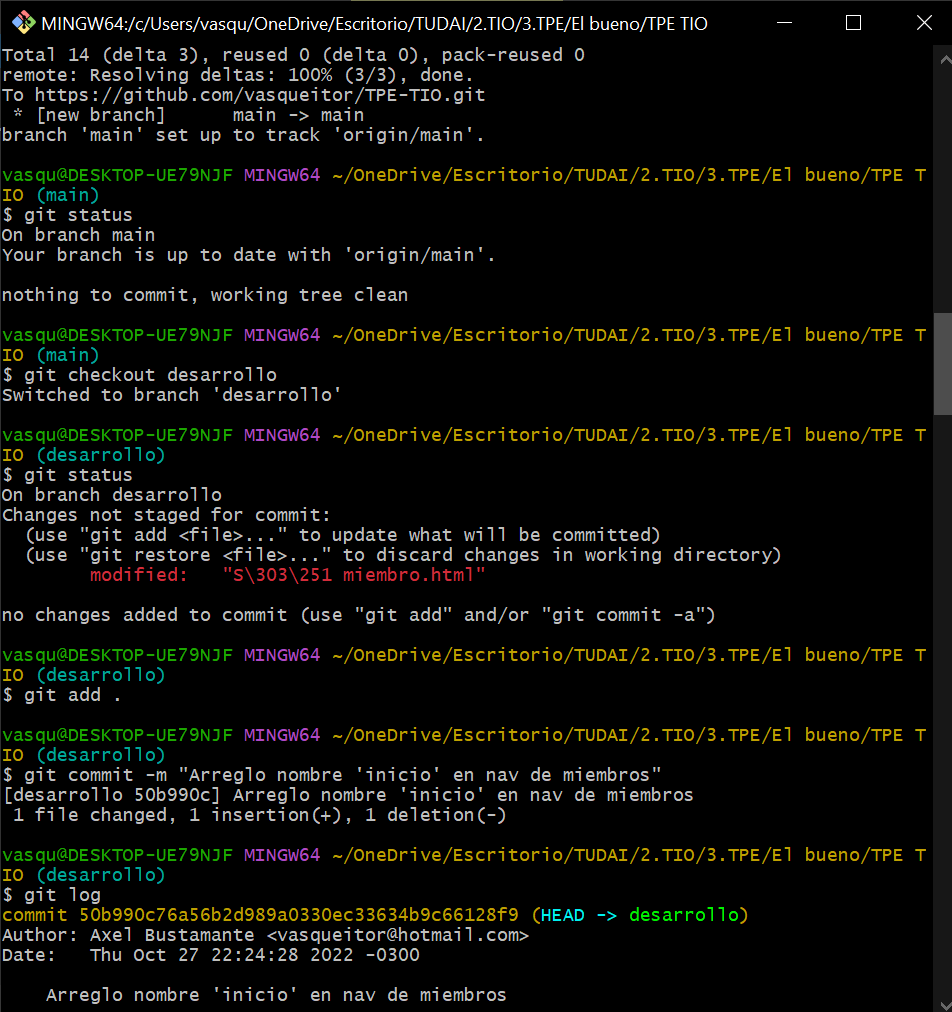 MINGW64:/c/Users/vasqu/OneDrive/Escritorio/TUDAI/2.TIO/3.TPE/El bueno/TPE TIO
Total 14 (delta 3), reused 0 (delta 0), pack-reused 0
remote: Resolving deltas: 100% (3/3), done.
To https://github.com/vasqueitor/TPE-TIO.git
 * [new branch]      main -> main
branch 'main' set up to track 'origin/main'.

vasqu@DESKTOP-UE79NJF MINGW64 ~/OneDrive/Escritorio/TUDAI/2.TIO/3.TPE/El bueno/TPE T
IO (main)
$ git status
On branch main
Your branch is up to date with 'origin/main'.

nothing to commit, working tree clean

vasqu@DESKTOP-UE79NJF MINGW64 ~/OneDrive/Escritorio/TUDAI/2.TIO/3.TPE/El bueno/TPE T
IO (main)
$ git checkout desarrollo
Switched to branch 'desarrollo'

vasqu@DESKTOP-UE79NJF MINGW64 ~/OneDrive/Escritorio/TUDAI/2.TIO/3.TPE/El bueno/TPE T
IO (desarrollo)
$ git status
On branch desarrollo
Changes not staged for commit:
  (use "git add <file>..." to update what will be committed)
  (use "git restore <file>..." to discard changes in working directory)
        modified:   "S\303\251 miembro.html"

no changes added to commit (use "git add" and/or "git commit -a")

vasqu@DESKTOP-UE79NJF MINGW64 ~/OneDrive/Escritorio/TUDAI/2.TIO/3.TPE/El bueno/TPE T
IO (desarrollo)
$ git add .

vasqu@DESKTOP-UE79NJF MINGW64 ~/OneDrive/Escritorio/TUDAI/2.TIO/3.TPE/El bueno/TPE T
IO (desarrollo)
$ git commit -m "Arreglo nombre 'inicio' en nav de miembros"
[desarrollo 50b990c] Arreglo nombre 'inicio' en nav de miembros
 1 file changed, 1 insertion(+), 1 deletion(-)

vasqu@DESKTOP-UE79NJF MINGW64 ~/OneDrive/Escritorio/TUDAI/2.TIO/3.TPE/El bueno/TPE T
IO (desarrollo)
$ git log
commit 50b990c76a56b2d989a0330ec33634b9c66128f9 (HEAD -> desarrollo)
Author: Axel Bustamante <vasqueitor@hotmail.com>
Date:   Thu Oct 27 22:24:28 2022 -0300

    Arreglo nombre 'inicio' en nav de miembros